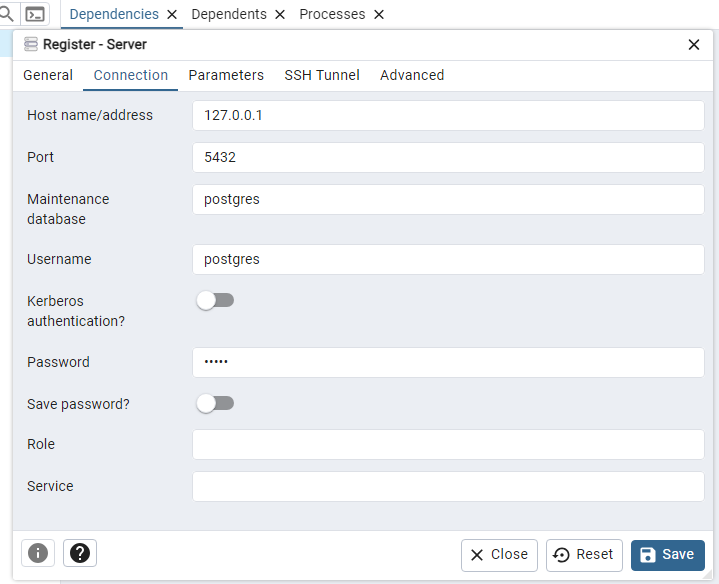 Dependencies Dependents Processes
Register - Server
General Connection Parameters SSH Tunnel Advanced
Host name/address 127.0.0.1
Port 5432
Maintenance
database postgres
Username postgres
Kerberos
authentication?
Password •••••
Save password?
Role
Service
Close Reset Save